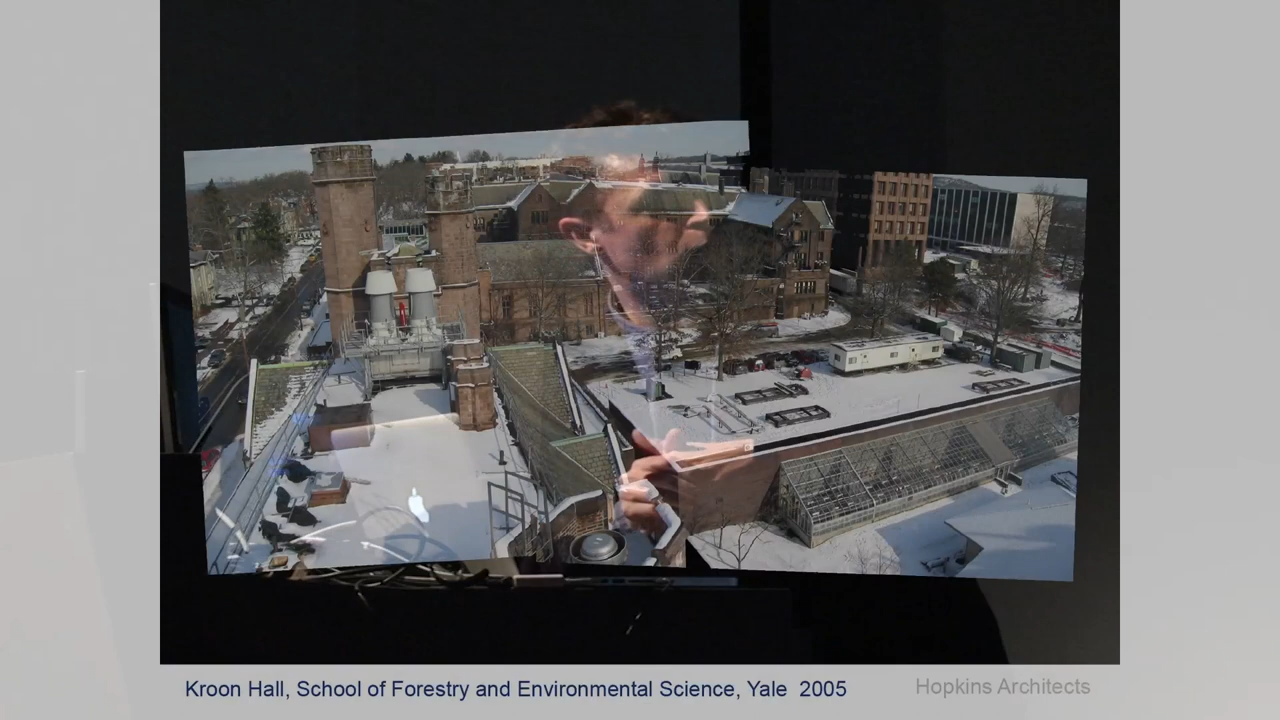 Kroon Hall, School of Forestry and Environmental Science, Yale 2005
Hopkins Architects